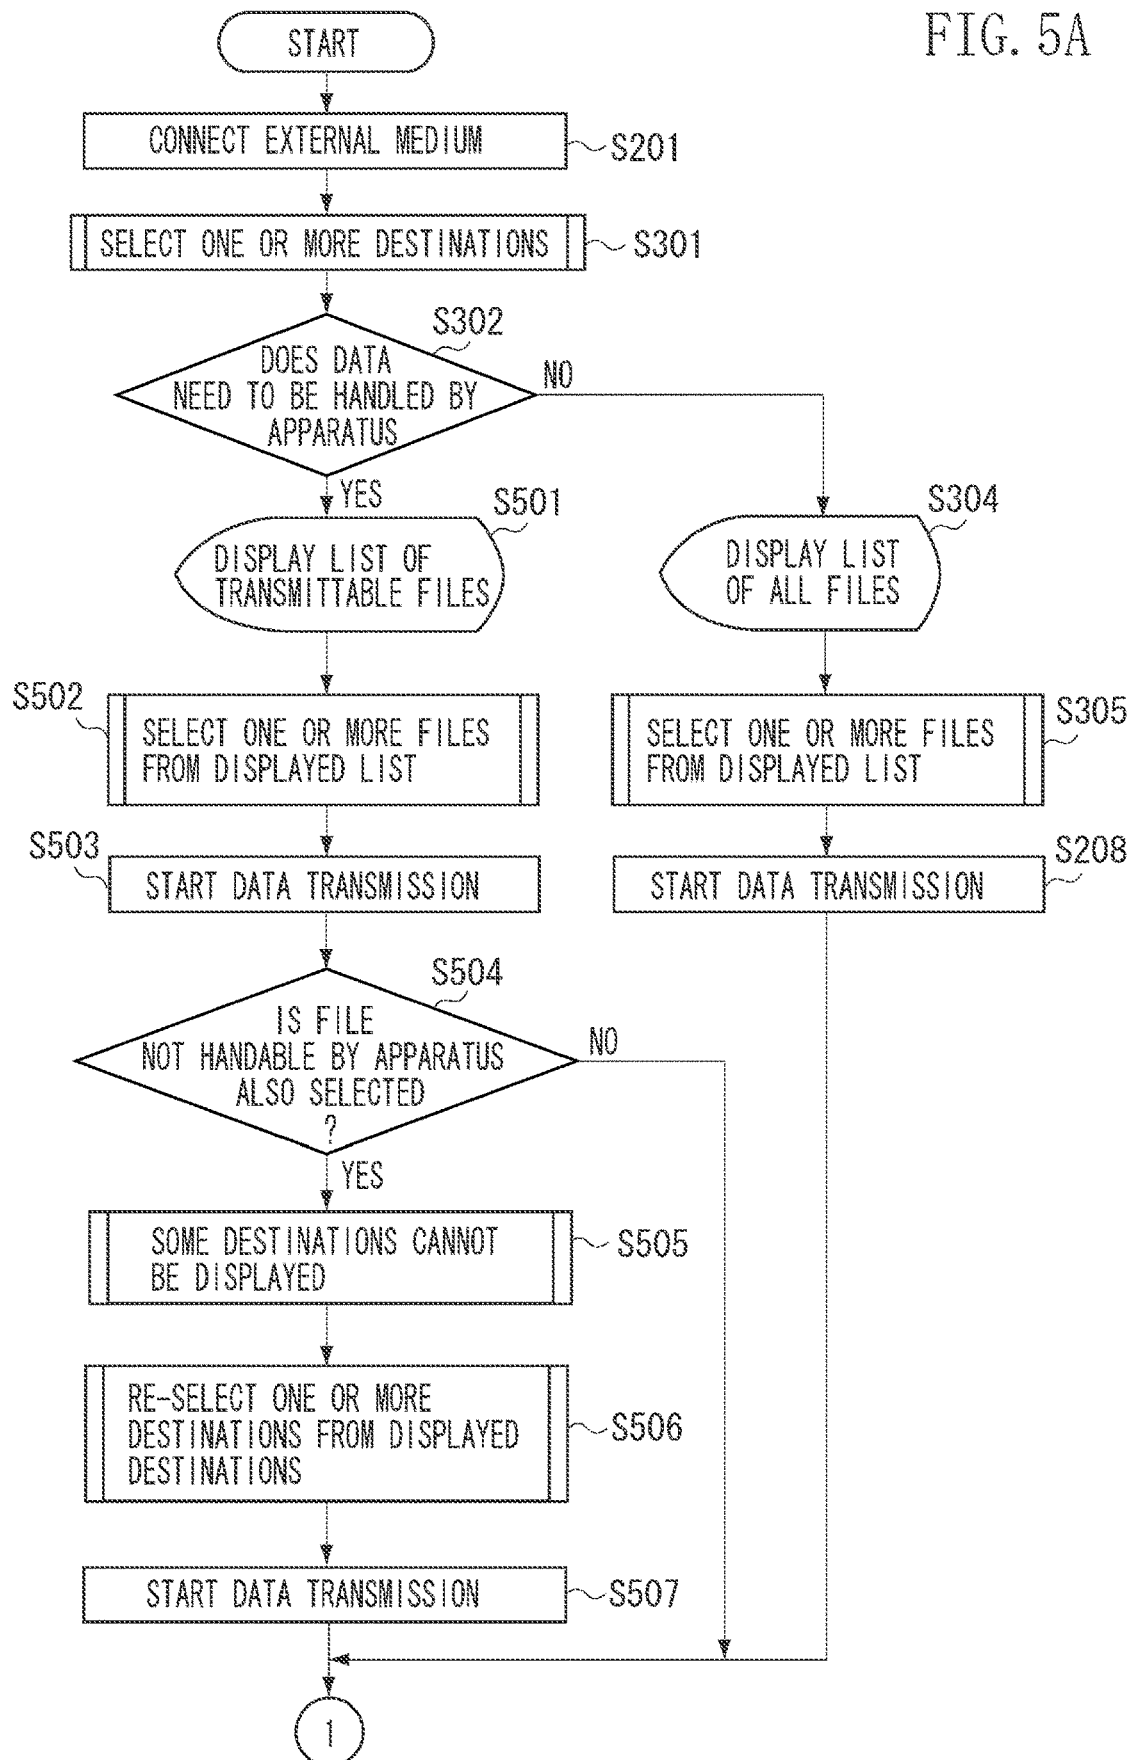 FIG. 5A
START
CONNECT EXTERNAL MEDIUM
S201
SELECT ONE OR MORE DESTINATIONS
S301
S302
DOES DATA
NEED TO BE HANDLED BY
APPARATUS
NO
YES
S501
DISPLAY LIST OF
TRANSMITTABLE FILES
S304
DISPLAY LIST
OF ALL FILES
S502
SELECT ONE OR MORE FILES
FROM DISPLAYED LIST
S305
SELECT ONE OR MORE FILES
FROM DISPLAYED LIST
S503
START DATA TRANSMISSION
S208
START DATA TRANSMISSION
S504
IS FILE
NOT HANDABLE BY APPARATUS
ALSO SELECTED
?
NO
YES
SOME DESTINATIONS CANNOT
BE DISPLAYED
S505
RE-SELECT ONE OR MORE
DESTINATIONS FROM DISPLAYED
DESTINATIONS
S506
START DATA TRANSMISSION
S507
1